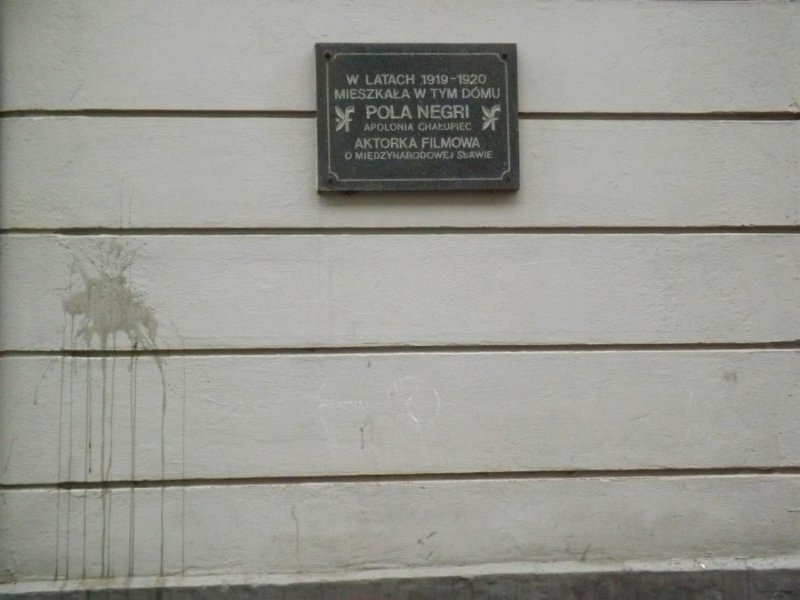 W LATACH 1919-1920
MIESZKAŁA W TYM DOMU
POLA NEGRI
APOLONIA CHAŁUPIEC
AKTORKA FILMOWA
O MIĘDZYNARODOWEJ SŁAWIE